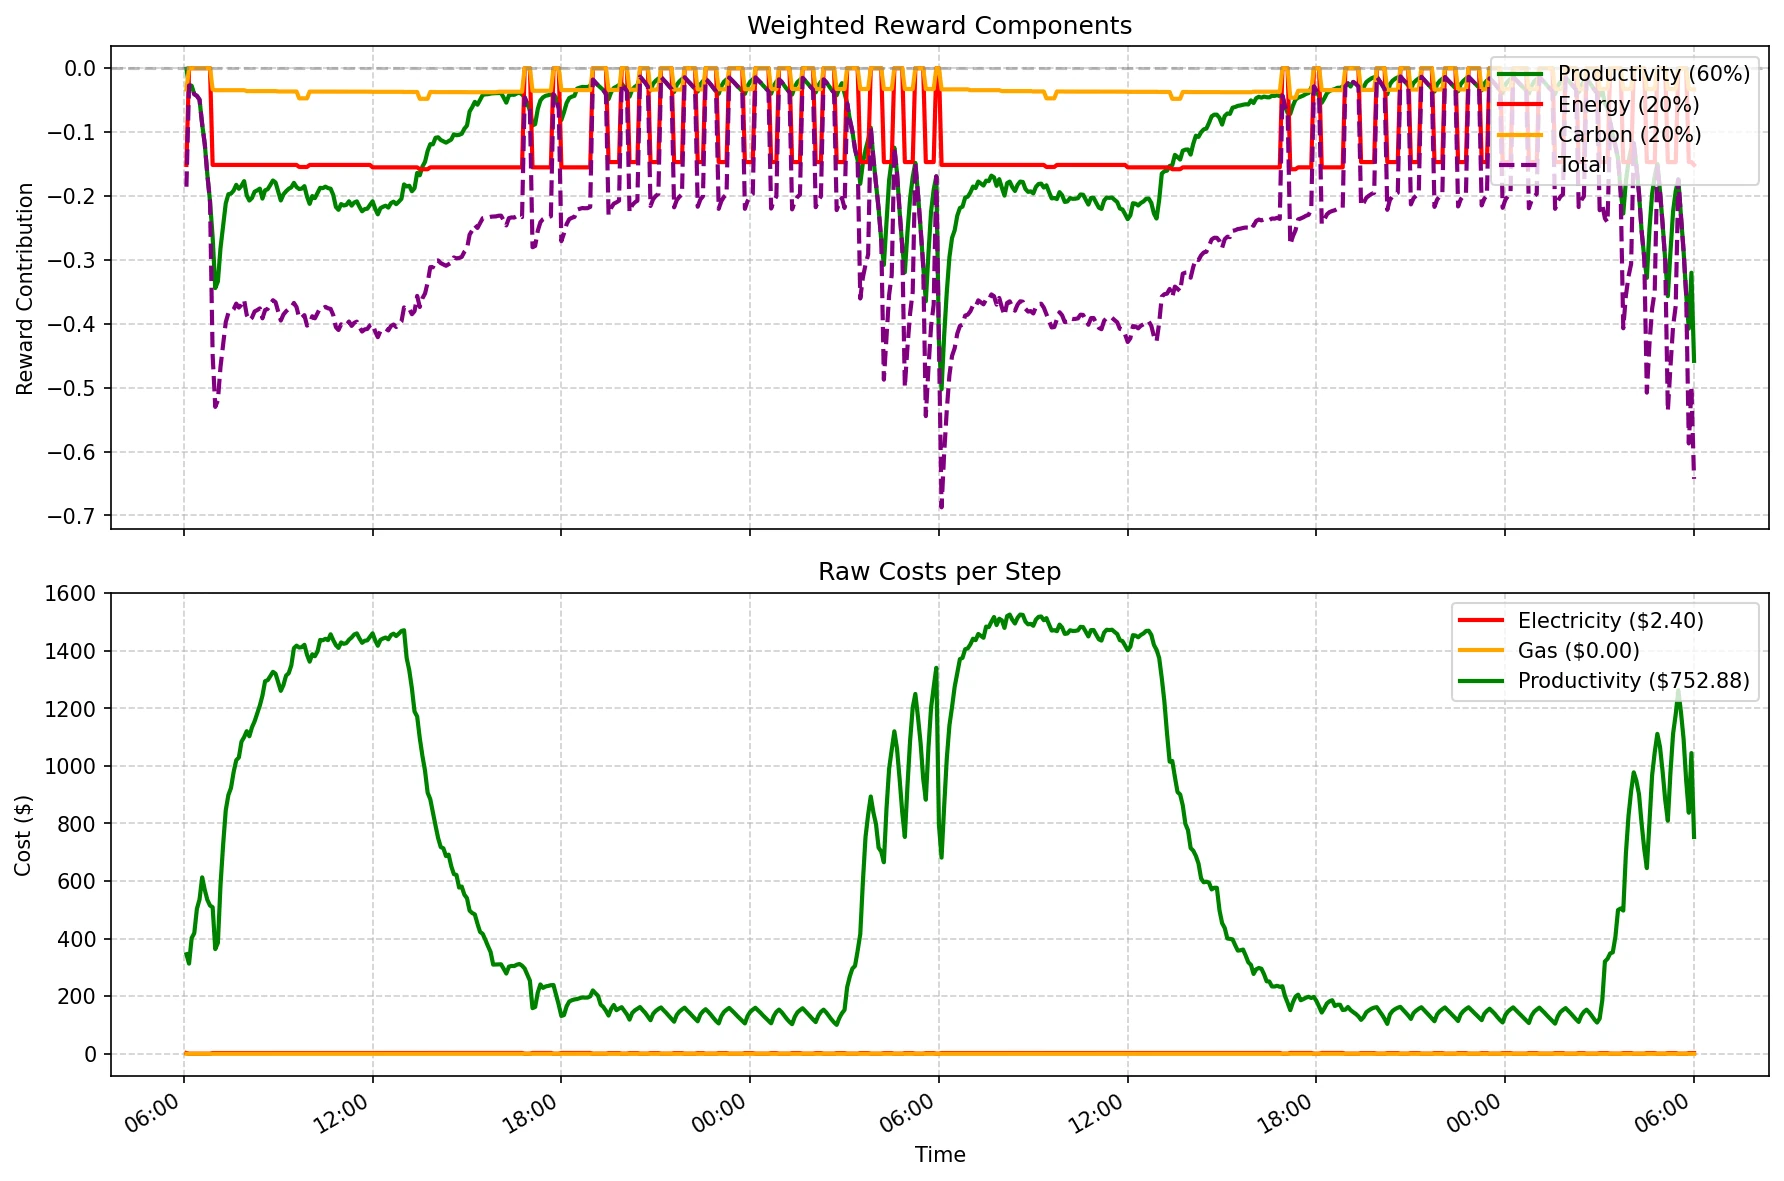 Weighted Reward Components
Reward Contribution
0.0
−0.1
−0.2
−0.3
−0.4
−0.5
−0.6
−0.7
Productivity (60%)
Energy (20%)
Carbon (20%)
Total
Raw Costs per Step
Cost ($)
1600
1400
1200
1000
800
600
400
200
0
Electricity ($2.40)
Gas ($0.00)
Productivity ($752.88)
06:00 12:00 18:00 00:00 06:00 12:00 18:00 00:00 06:00
Time